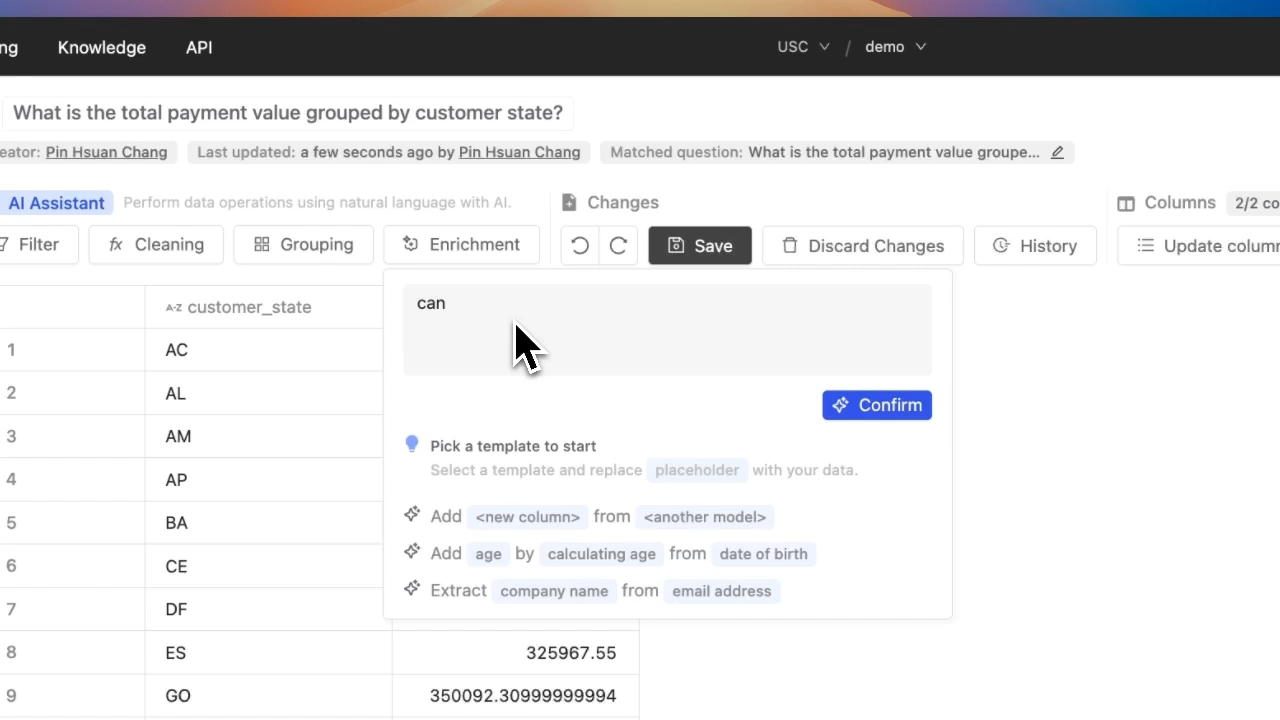 ng Knowledge API USC / demo
What is the total payment value grouped by customer state?
eator: Pin Hsuan Chang Last updated: a few seconds ago by Pin Hsuan Chang Matched question: What is the total payment value groupe...
AI Assistant Perform data operations using natural language with AI. Changes Columns 2/2 co
Filter fx Cleaning Grouping Enrichment Save Discard Changes History Update column
A-Z customer_state
can
1 AC
2 AL
3 AM
Confirm
4 AP
Pick a template to start
Select a template and replace placeholder with your data.
5 BA
Add <new column> from <another model>
6 CE
Add age by calculating age from date of birth
7 DF
Extract company name from email address
8 ES 325967.55
9 GO 350092.30999999994